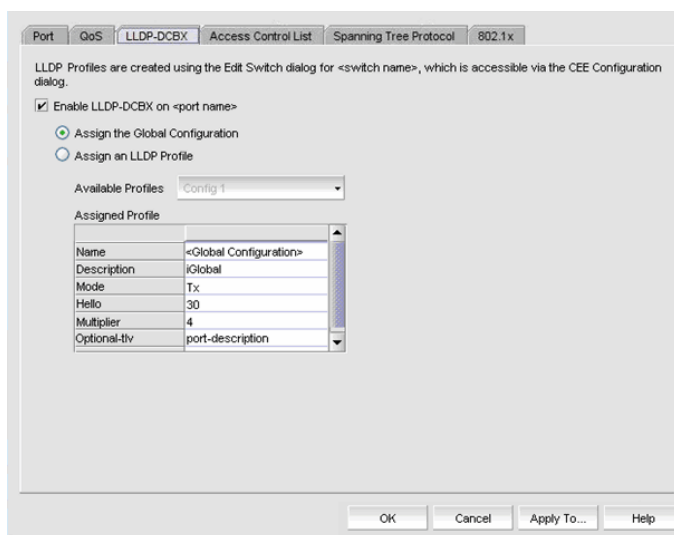 Port QoS LLDP-DCBX Access Control List Spanning Tree Protocol 802.1x
LLDP Profiles are created using the Edit Switch dialog for <switch name>, which is accessible via the CEE Configuration
dialog.
Enable LLDP-DCBX on <port name>
Assign the Global Configuration
Assign an LLDP Profile
Available Profiles Config 1
Assigned Profile
Name <Global Configuration>
Description iGlobal
Mode Tx
Hello 30
Multiplier 4
Optional-tlv port-description
OK Cancel Apply To... Help